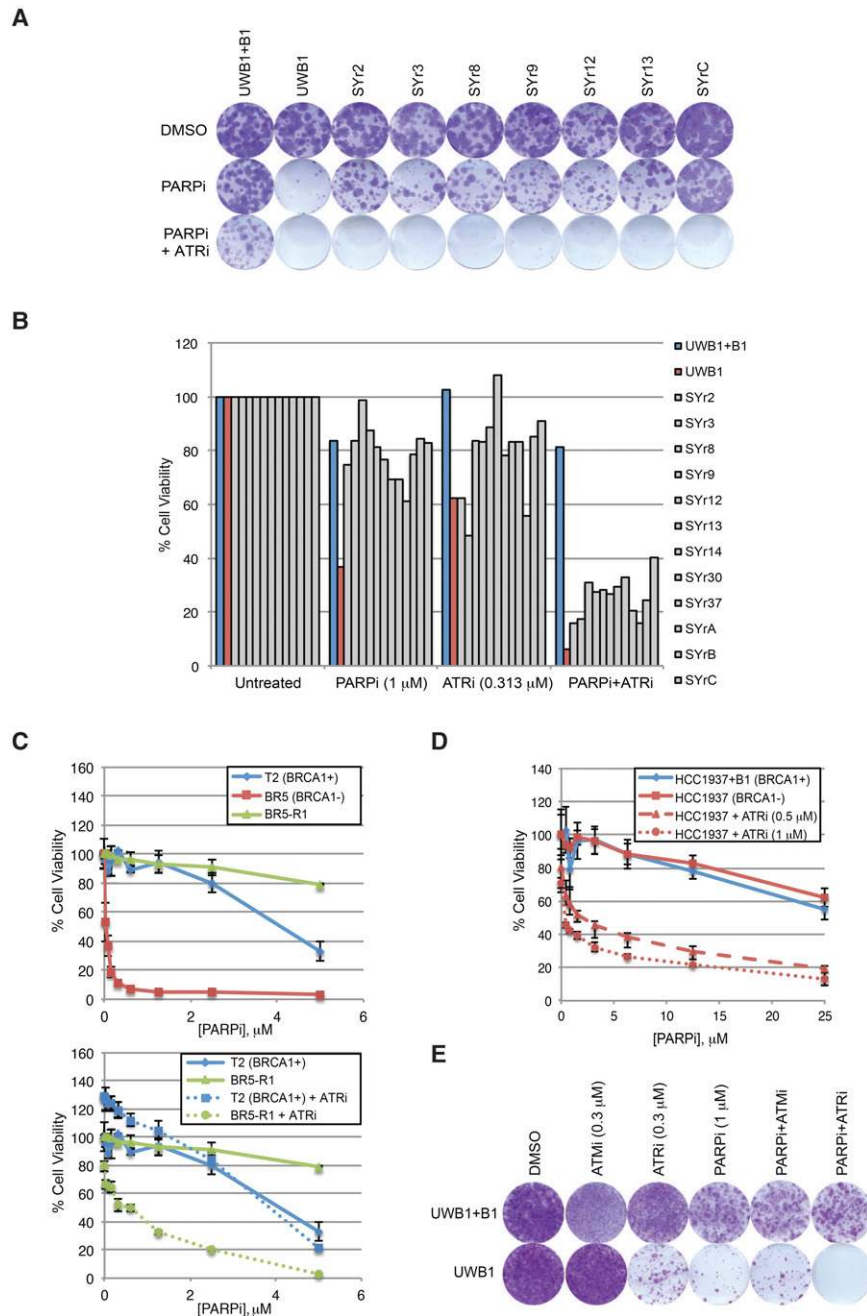 A
UWB1+B1
UWB1
SYr2
SYr3
SYr8
SYr9
SYr12
SYr13
SYrC
DMSO
PARPi
PARPi
+ ATRi
B
120
100
80
60
40
20
0
% Cell Viability
Untreated
PARPi (1 μM)
ATRi (0.313 μM)
PARPi+ATRi
UWB1+B1
UWB1
SYr2
SYr3
SYr8
SYr9
SYr12
SYr13
SYr14
SYr30
SYr37
SYrA
SYrB
SYrC
C
160
140
120
100
80
60
40
20
0
% Cell Viability
T2 (BRCA1+)
BR5 (BRCA1-)
BR5-R1
0 2 4 6
[PARPi], μM
160
140
120
100
80
60
40
20
0
% Cell Viability
T2 (BRCA1+)
BR5-R1
T2 (BRCA1+) + ATRi
BR5-R1 + ATRi
0 2 4 6
[PARPi], μM
D
140
120
100
80
60
40
20
0
% Cell Viability
HCC1937+B1 (BRCA1+)
HCC1937 (BRCA1-)
HCC1937 + ATRi (0.5 μM)
HCC1937 + ATRi (1 μM)
0 5 10 15 20 25
[PARPi], μM
E
DMSO
ATMi (0.3 μM)
ATRi (0.3 μM)
PARPi (1 μM)
PARPi+ATMi
PARPi+ATRi
UWB1+B1
UWB1